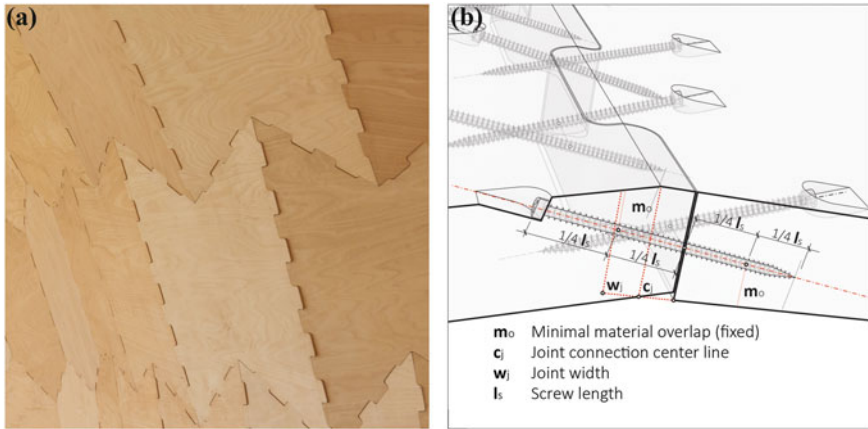 (a)
(b)
mo
1/4 ls
1/4 ls
1/4 ls
1/4 ls
wj
cj
mo
mo Minimal material overlap (fixed)
cj Joint connection center line
wj Joint width
ls Screw length